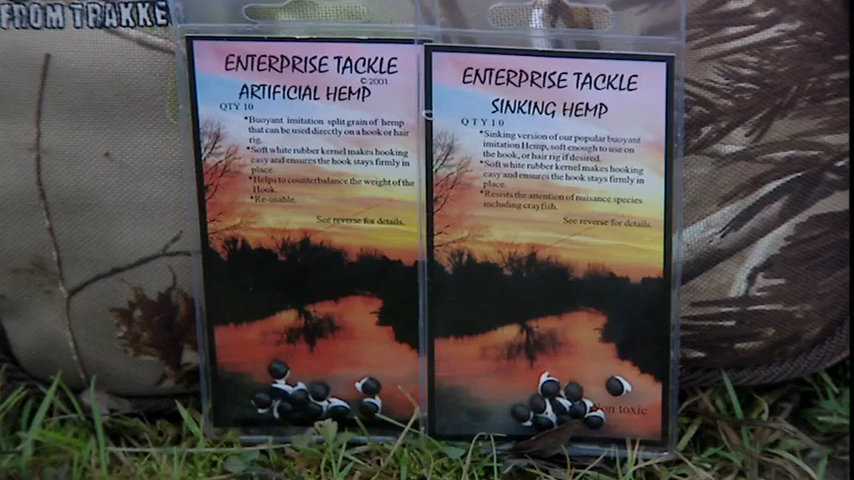 FROM TRAKKE
ENTERPRISE TACKLE
© 2001
ARTIFICIAL HEMP
QTY 10
*Buoyant imitation split grain of hemp
that can be used directly on a hook or hair
rig.
*Soft white rubber kernel makes hooking
easy and ensures the hook stays firmly in
place.
*Helps to counterbalance the weight of the
Hook.
*Re-usable.
See reverse for details.
ENTERPRISE TACKLE
SINKING HEMP
QTY10
*Sinking version of our popular buoyant
imitation Hemp, soft enough to use on
the hook, or hair rig if desired.
*Soft white rubber kernel makes hooking
easy and ensures the hook stays firmly in
place.
*Resists the attention of nuisance species
including crayfish.
See reverse for details.
Non toxic